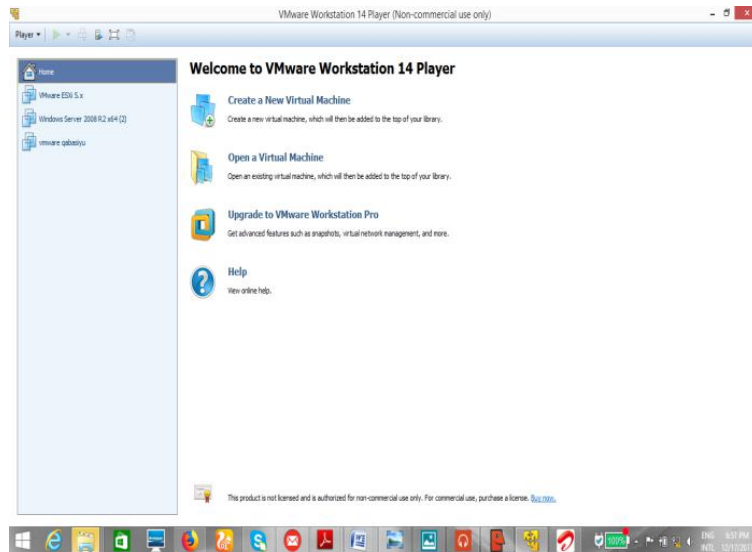 VMware Workstation 14 Player (Non-commercial use only)
Player
Home
VMware ESXi 5.x
Windows Server 2008 R2 x64 (2)
vmware qabasiyu
Welcome to VMware Workstation 14 Player
Create a New Virtual Machine
Create a new virtual machine, which will then be added to the top of your library.
Open a Virtual Machine
Open an existing virtual machine, which will then be added to the top of your library.
Upgrade to VMware Workstation Pro
Get advanced features such as snapshots, virtual network management, and more.
Help
View online help.
This product is not licensed and is authorized for non-commercial use only. For commercial use, purchase a license. Buy now.
100%
ENG 6:51 PM
INTL